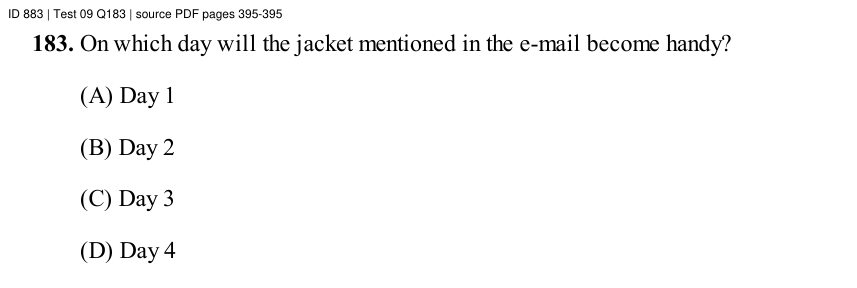 ID 883 | Test 09 Q183 | source PDF pages 395-395
183. On which day will the jacket mentioned in the e-mail become handy?
(A) Day 1
(B) Day 2
(C) Day 3
(D) Day 4